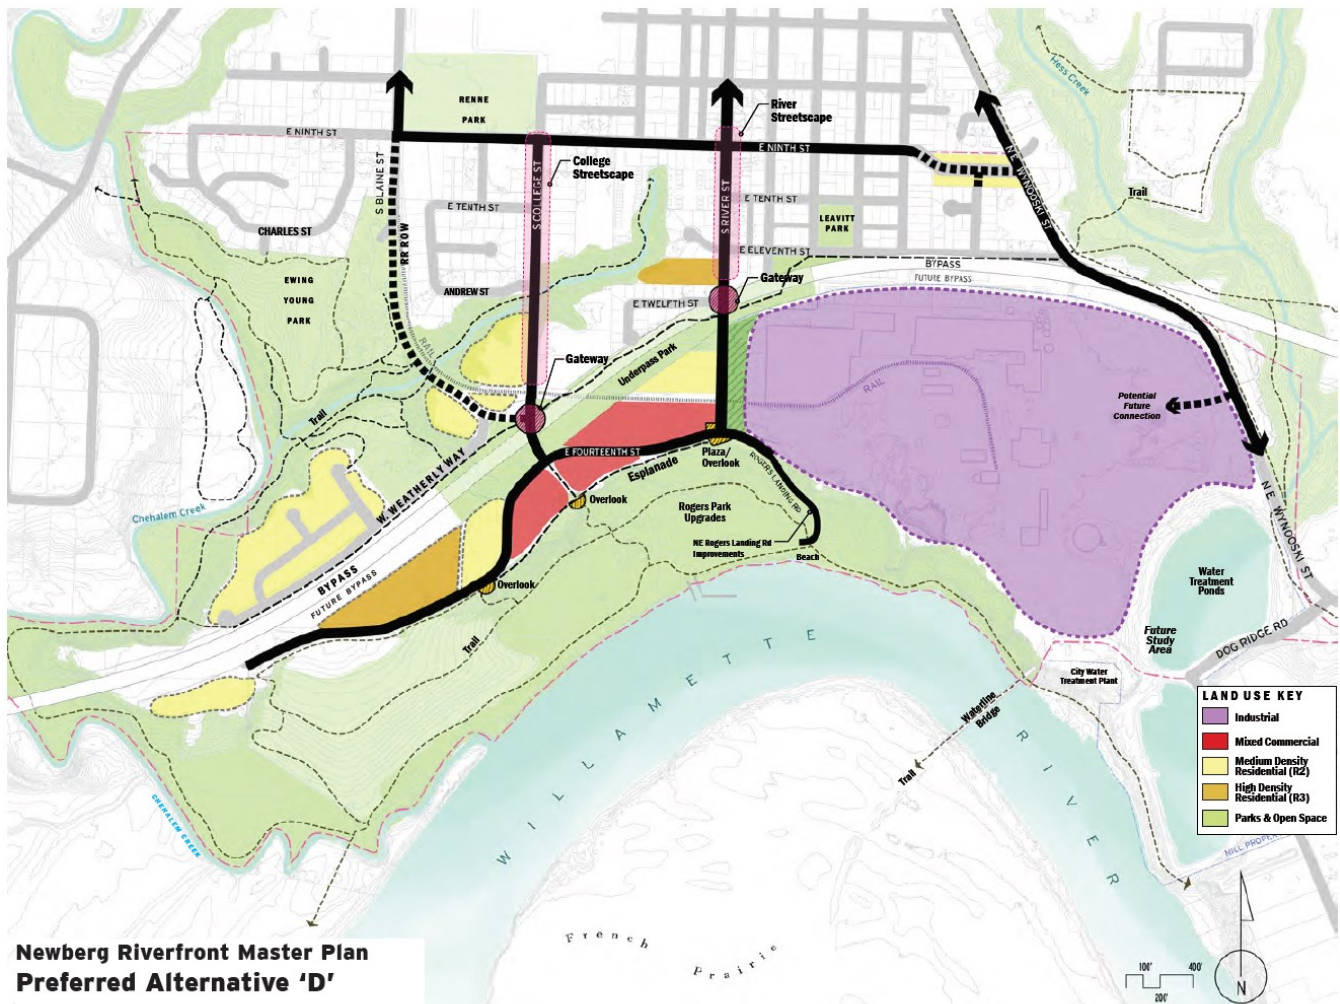 Hess Creek
RENNE
PARK
River
Streetscape
E NINTH ST
E NINTH ST
NE WYNOOSKI ST
S BLAINE ST
College
Streetscape
S COLLEGE ST
S RIVER ST
Trail
E TENTH ST
E TENTH ST
LEAVITT
PARK
CHARLES ST
RR ROW
E ELEVENTH ST
BYPASS
FUTURE BYPASS
EWING
YOUNG
PARK
ANDREW ST
Gateway
E TWELFTH ST
RAIL
Gateway
Underpass Park
RAIL
Potential
Future
Connection
Trail
E FOURTEENTH ST
Plaza/
Overlook
Esplanade
ROGERS LANDING RD
W. WEATHERLY WAY
Overlook
Chehalem Creek
Rogers Park
Upgrades
NE Rogers Landing Rd
Improvements
Beach
NE WYNOOSKI ST
BYPASS
FUTURE BYPASS
Overlook
Water
Treatment
Ponds
Trail
Future
Study
Area
DOG RIDGE RD
City Water
Treatment Plant
WILLAMETTE RIVER
Waterline
Bridge
Trail
LAND USE KEY
Industrial
Mixed Commercial
Medium Density
Residential (R2)
High Density
Residential (R3)
Parks & Open Space
CHEHALEM CREEK
French
Prairie
Newberg Riverfront Master Plan
Preferred Alternative ‘D’
100'
400'
200'
N